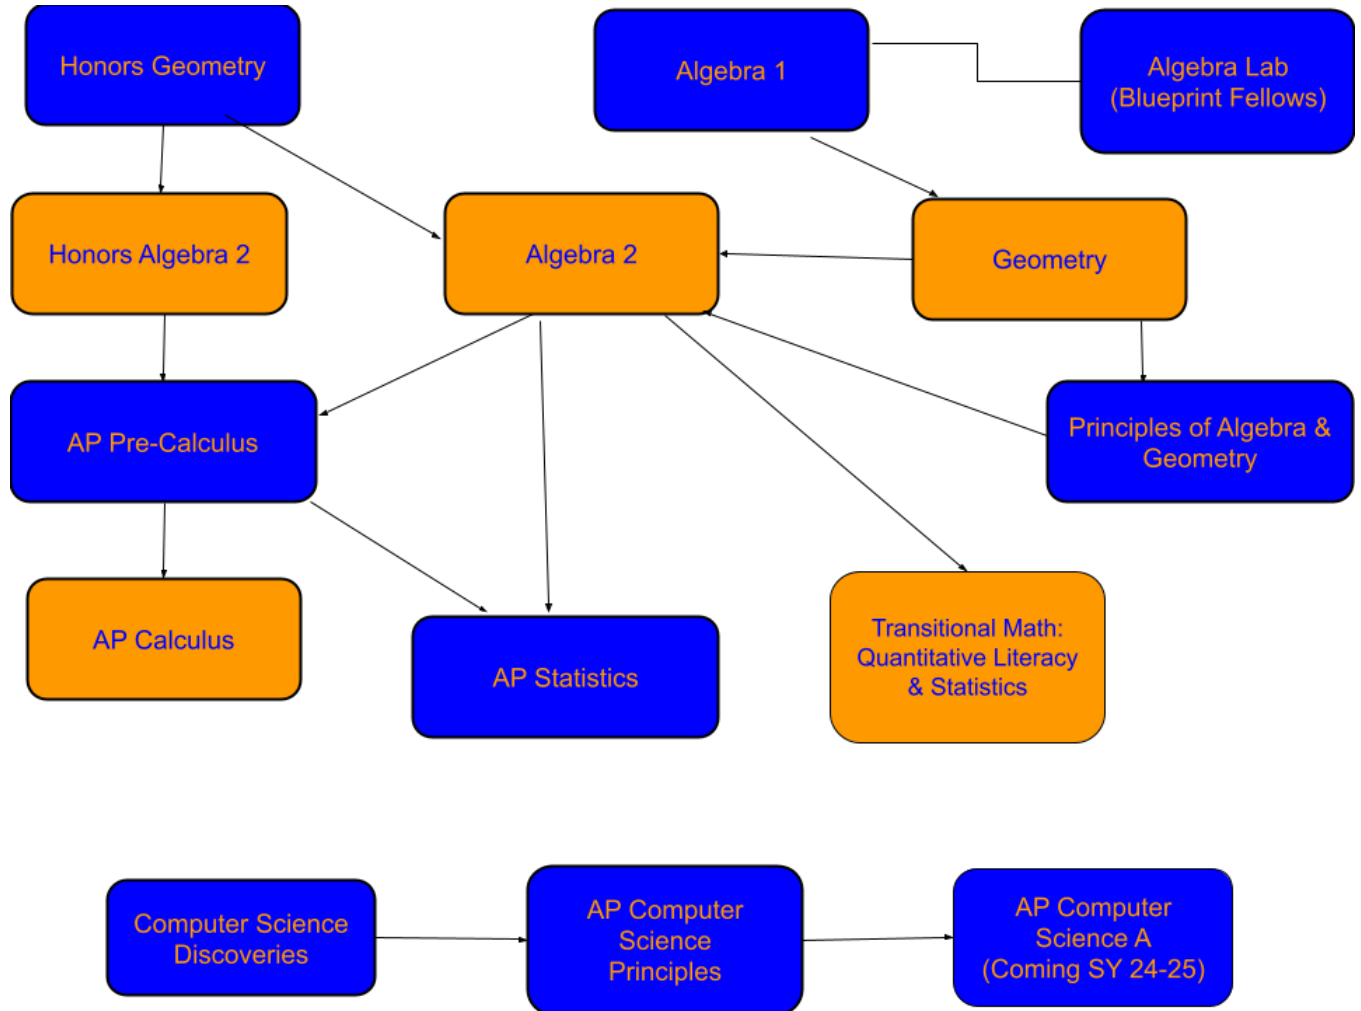 Honors Geometry
Algebra 1
Algebra Lab
(Blueprint Fellows)
Honors Algebra 2
Algebra 2
Geometry
AP Pre-Calculus
Principles of Algebra &
Geometry
AP Calculus
AP Statistics
Transitional Math:
Quantitative Literacy
& Statistics
Computer Science
Discoveries
AP Computer
Science
Principles
AP Computer
Science A
(Coming SY 24-25)